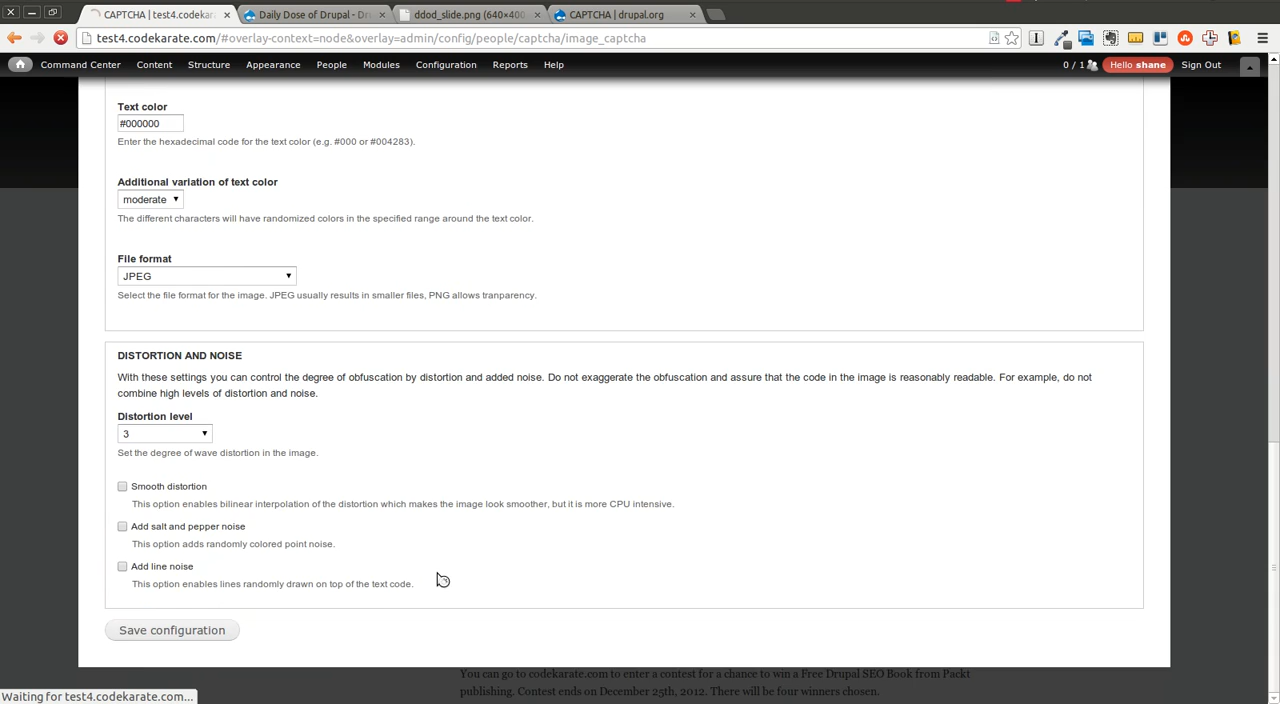 CAPTCHA | test4.codekara
Daily Dose of Drupal - Dr
ddod_slide.png (640×400
CAPTCHA | drupal.org
test4.codekarate.com/#overlay-context=node&overlay=admin/config/people/captcha/image_captcha
Command Center Content Structure Appearance People Modules Configuration Reports Help 0 / 1 Hello shane Sign Out
Text color
#000000
Enter the hexadecimal code for the text color (e.g. #000 or #004283).
Additional variation of text color
moderate
The different characters will have randomized colors in the specified range around the text color.
File format
JPEG
Select the file format for the image. JPEG usually results in smaller files, PNG allows tranparency.
DISTORTION AND NOISE
With these settings you can control the degree of obfuscation by distortion and added noise. Do not exaggerate the obfuscation and assure that the code in the image is reasonably readable. For example, do not
combine high levels of distortion and noise.
Distortion level
3
Set the degree of wave distortion in the image.
Smooth distortion
This option enables bilinear interpolation of the distortion which makes the image look smoother, but it is more CPU intensive.
Add salt and pepper noise
This option adds randomly colored point noise.
Add line noise
This option enables lines randomly drawn on top of the text code.
Save configuration
You can go to codekarate.com to enter a contest for a chance to win a Free Drupal SEO Book from Packt
publishing. Contest ends on December 25th, 2012. There will be four winners chosen.
Waiting for test4.codekarate.com...